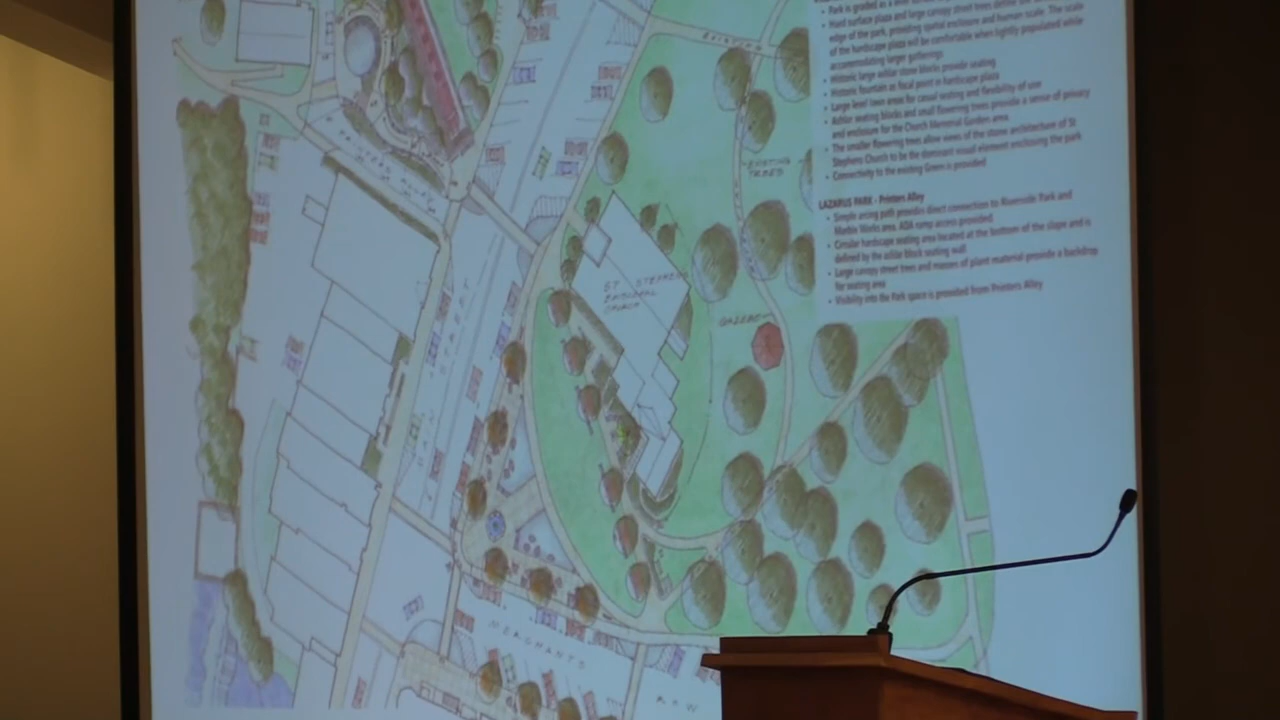 Park is graded as a
Hard surface plaza and large canopy street trees define the
edge of the park, providing spatial enclosure and human scale. The scale
of the hardscape plaza will be comfortable when lightly populated while
accommodating larger gatherings
Historic large ashlar stone blocks provide seating
Historic fountain as focal point in hardscape plaza
Large level lawn areas for casual seating and flexibility of use
Ashlar seating blocks and small flowering trees provide a sense of privacy
and enclosure for the Church Memorial Garden area
The smaller flowering trees allow views of the stone architecture of St
Stephens Church to be the dominant visual element enclosing the park
Connectivity to the existing Green is provided
LAZARUS PARK - Printers Alley
Simple arcing path provides direct connection to Riverside Park and
Marble Works area. ADA ramp access provided
Circular hardscape seating area located at the bottom of the slope and is
defined by the ashlar block seating wall
Large canopy street trees and masses of plant material provide a backdrop
for seating area
Visibility into the Park space is provided from Printers Alley
EXISTING
PRINTERS ALLEY
EXISTING
TREES
ST STEPHENS
EPISCOPAL
CHURCH
GAZEBO
MAIN STREET
MERCHANTS
ROW